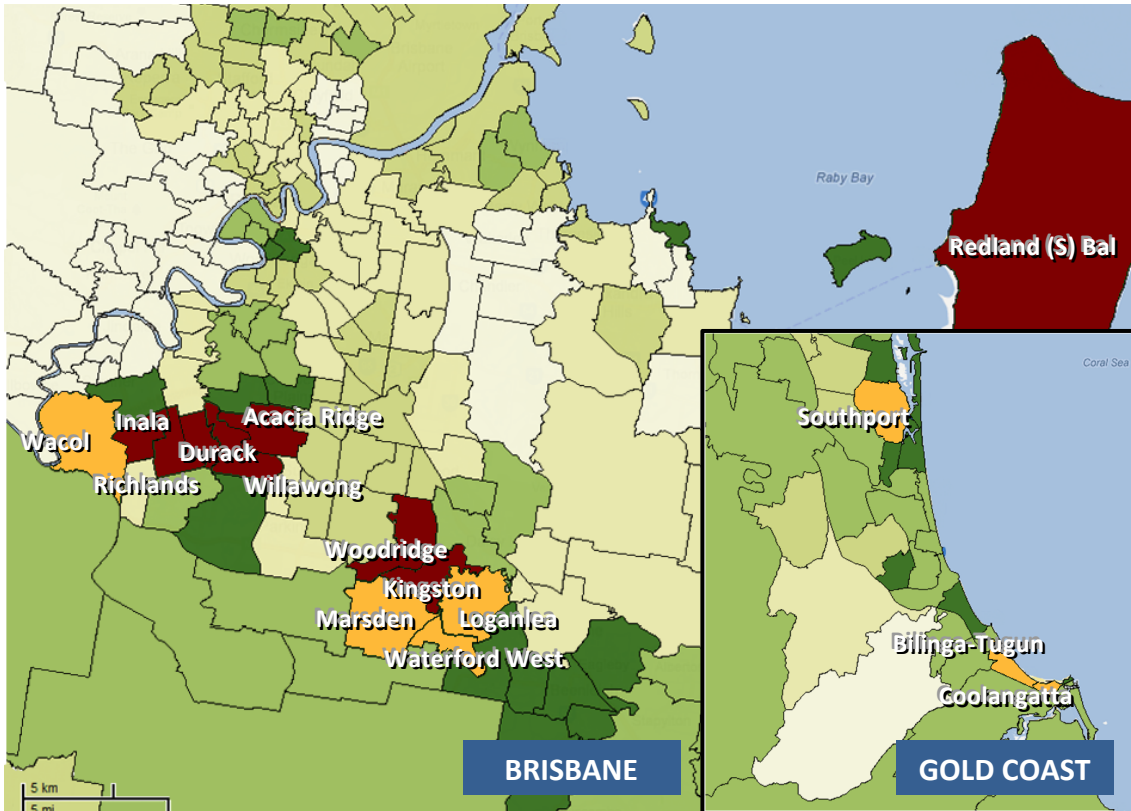 Raby Bay
Redland (S) Bal
Coral Sea
Southport
Inala
Acacia Ridge
Wacol
Durack
Richlands
Willawong
Woodridge
Kingston
Marsden
Loganlea
Waterford West
Bilinga-Tugun
Coolangatta
BRISBANE
GOLD COAST
5 km
5 mi